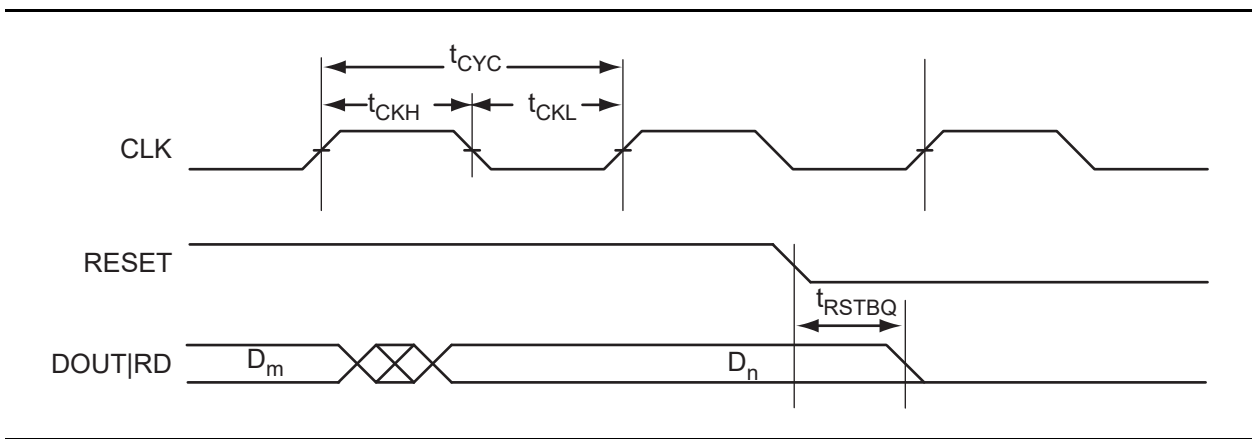 tCYC
tCKH tCKL
CLK
RESET
tRSTBQ
DOUT|RD Dm Dn